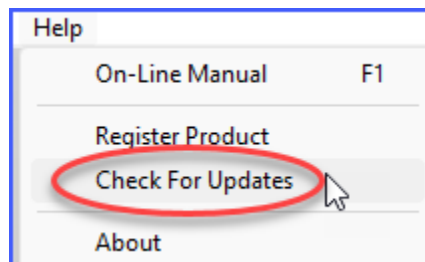 Help
On-Line Manual F1
Register Product
Check For Updates
About